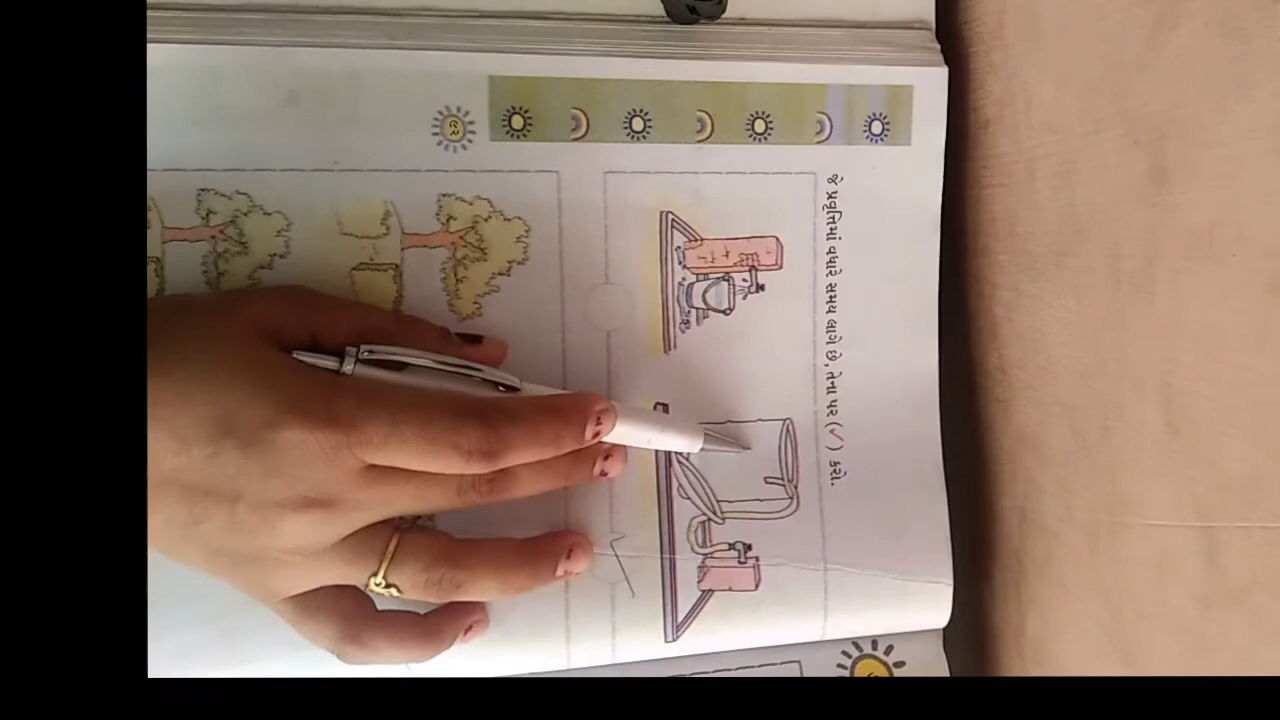 જે પ્રવૃત્તિમાં વધારે સમય લાગે છે, તેના પર (✓) કરો.